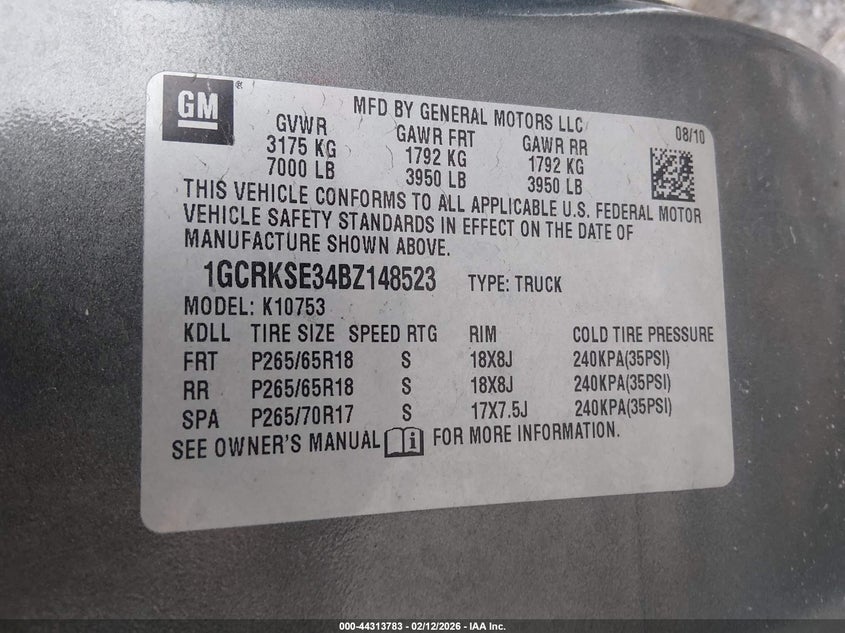 GM
MFD BY GENERAL MOTORS LLC
08/10
GVWR GAWR FRT GAWR RR
3175 KG 1792 KG 1792 KG
7000 LB 3950 LB 3950 LB
THIS VEHICLE CONFORMS TO ALL APPLICABLE U.S. FEDERAL MOTOR
VEHICLE SAFETY STANDARDS IN EFFECT ON THE DATE OF
MANUFACTURE SHOWN ABOVE.
1GCRKSE34BZ148523 TYPE: TRUCK
MODEL: K10753
KDLL TIRE SIZE SPEED RTG RIM COLD TIRE PRESSURE
FRT P265/65R18 S 18X8J 240KPA(35PSI)
RR P265/65R18 S 18X8J 240KPA(35PSI)
SPA P265/70R17 S 17X7.5J 240KPA(35PSI)
SEE OWNER'S MANUAL i FOR MORE INFORMATION.
000-44313783 - 02/12/2026 - IAA Inc.